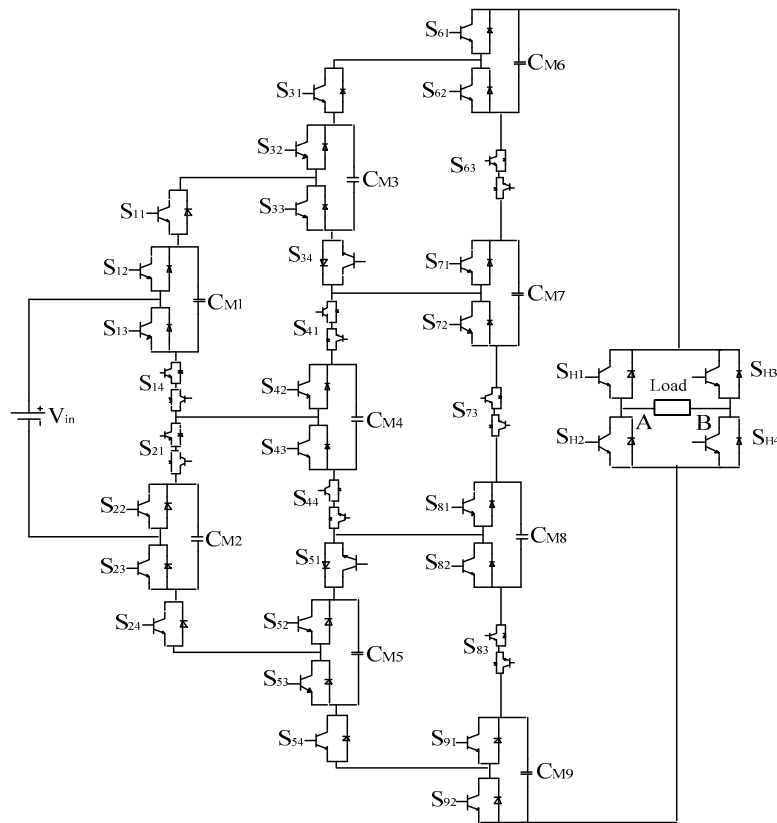 S61
CM6
S62
S31
S32
CM3
S63
S33
S11
S34
S12
CM1
S71
CM7
S13
S41
S72
S14
S42
CM4
S73
SH1
Load
SH3
Vin
S21
S43
A
B
SH2
SH4
S44
S22
CM2
S81
CM8
S51
S82
S23
S24
S52
CM5
S83
S53
S54
S91
CM9
S92